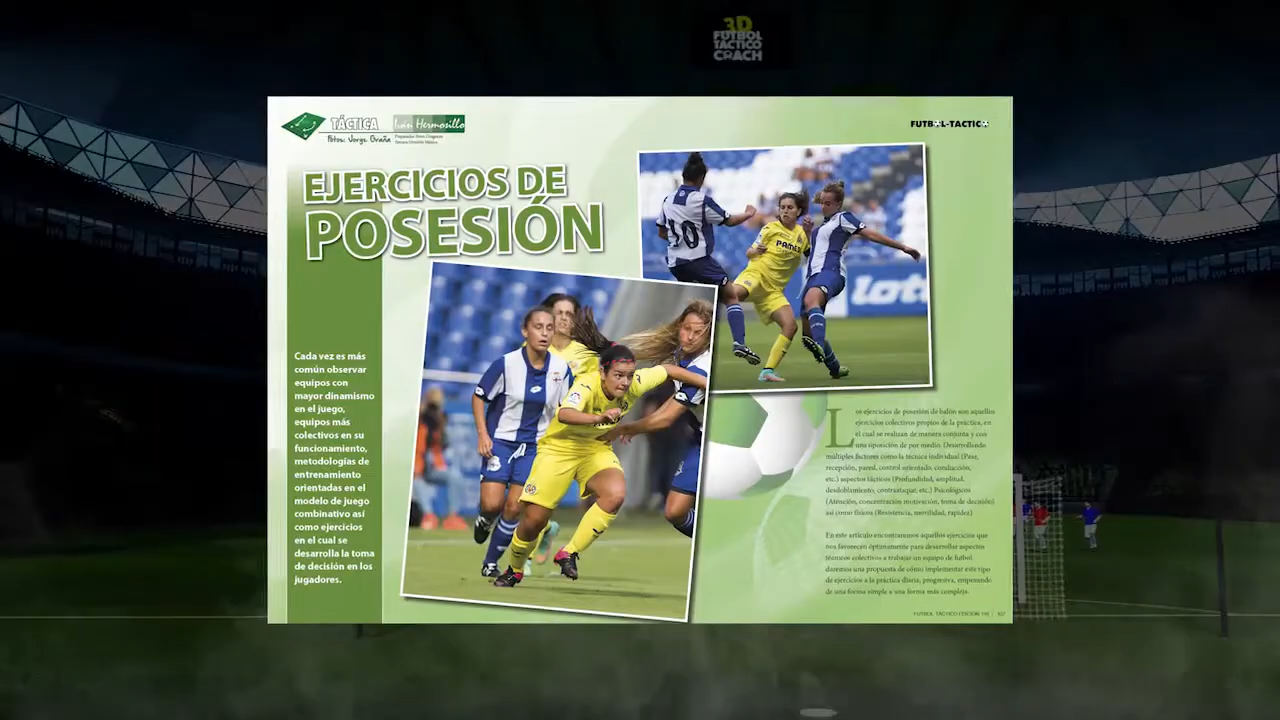 3D
FÚTBOL
TÁCTICO
COACH
TÁCTICA
Iván Hermosillo
Fotos: Jorge Oraña
FUTBOL-TACTICO
EJERCICIOS DE
POSESIÓN
10
PAMESA
Lot
Cada vez es más
común observar
equipos con
mayor dinamismo
en el juego,
equipos más
colectivos en su
funcionamiento,
metodologías de
entrenamiento
orientadas en el
modelo de juego
combinativo así
como ejercicios
en el cual se
desarrolla la toma
de decisión en los
jugadores.
Los ejercicios de posesión de balón son aquellos
ejercicios colectivos propios de la práctica, en
el cual se realizan de manera conjunta y con
una oposición de por medio. Desarrollando
múltiples factores como la técnica individual (Pase,
recepción, pared, control orientado, conducción,
etc.) aspectos tácticos (Profundidad, amplitud,
desdoblamiento, contraataque, etc.) Psicológicos
(Atención, concentración motivación, toma de decisión)
así como físicos (Resistencia, movilidad, rapidez)
En este artículo encontraremos aquellos ejercicios que
nos favorecen óptimamente para desarrollar aspectos
técnicos colectivos a trabajar un equipo de futbol
daremos una propuesta de cómo implementar este tipo
de ejercicios a la práctica diaria, progresiva, empezando
de una forma simple a una forma más compleja.